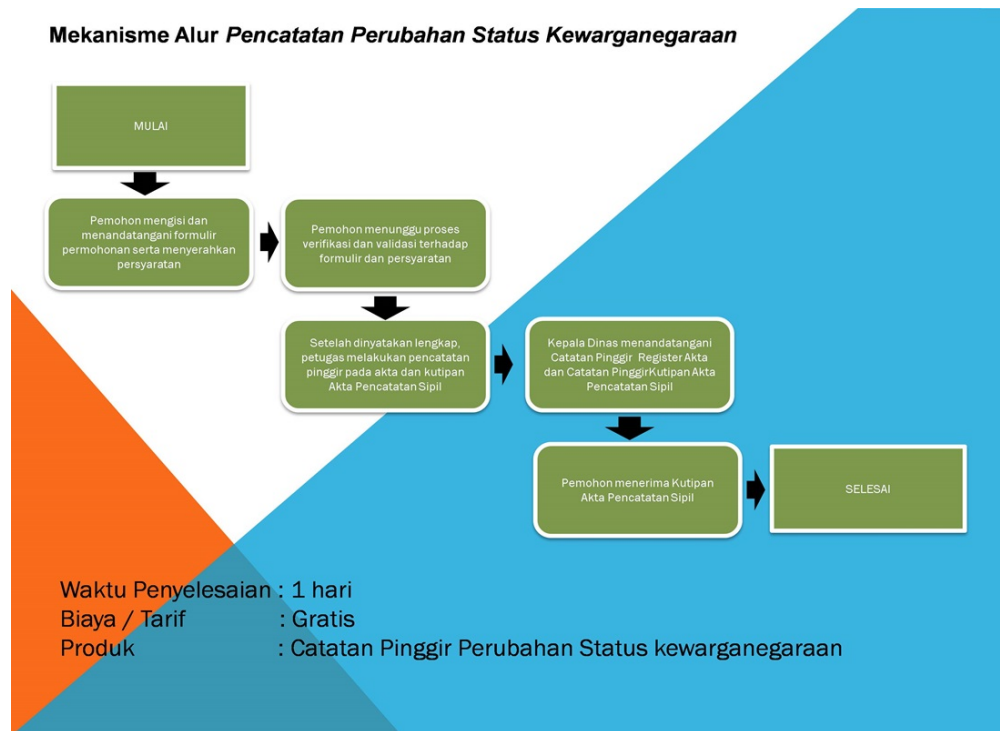 Mekanisme Alur Pencatatan Perubahan Status Kewarganegaraan
MULAI
Pemohon mengisi dan
menandatangani formulir
permohonan serta menyerahkan
persyaratan
Pemohon menunggu proses
verifikasi dan validasi terhadap
formulir dan persyaratan
Setelah dinyatakan lengkap,
petugas melakukan pencatatan
pinggir pada akta dan kutipan
Akta Pencatatan Sipil
Kepala Dinas menandatangani
Catatan Pinggir Register Akta
dan Catatan PinggirKutipan Akta
Pencatatan Sipil
Pemohon menerima Kutipan
Akta Pencatatan Sipil
SELESAI
Waktu Penyelesaian : 1 hari
Biaya / Tarif : Gratis
Produk : Catatan Pinggir Perubahan Status kewarganegaraan